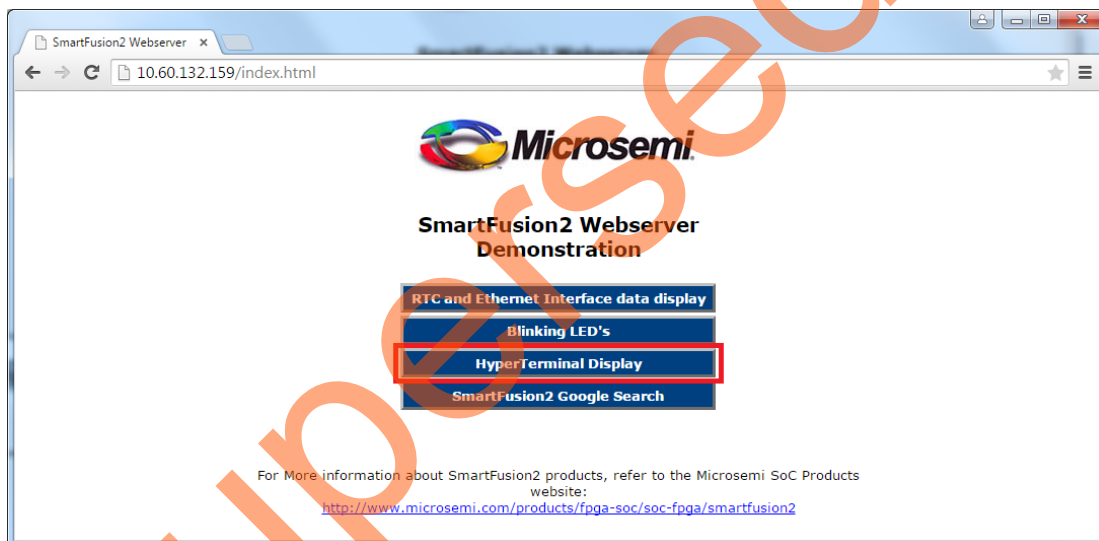 SmartFusion2 Webserver
10.60.132.159/index.html
Microsemi
SmartFusion2 Webserver
Demonstration
RTC and Ethernet Interface data display
Blinking LED's
HyperTerminal Display
SmartFusion2 Google Search
For More information about SmartFusion2 products, refer to the Microsemi SoC Products
website:
http://www.microsemi.com/products/fpga-soc/soc-fpga/smartfusion2